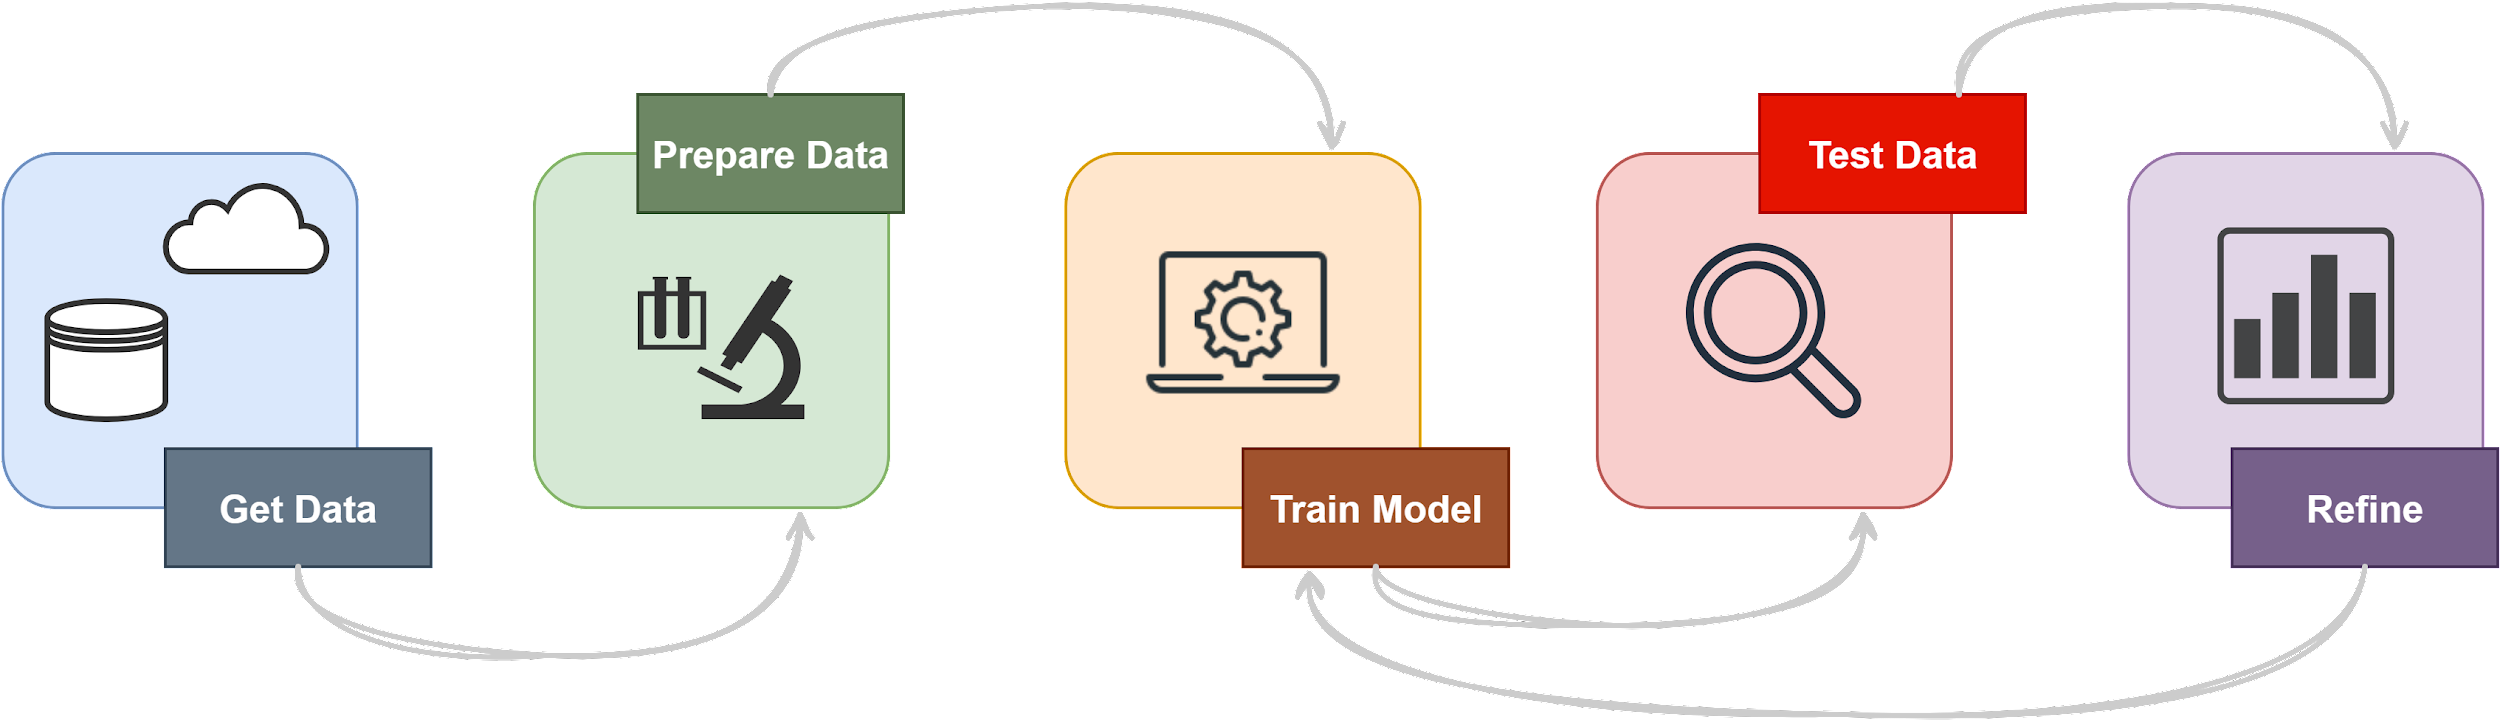 Get Data
Prepare Data
Train Model
Test Data
Refine